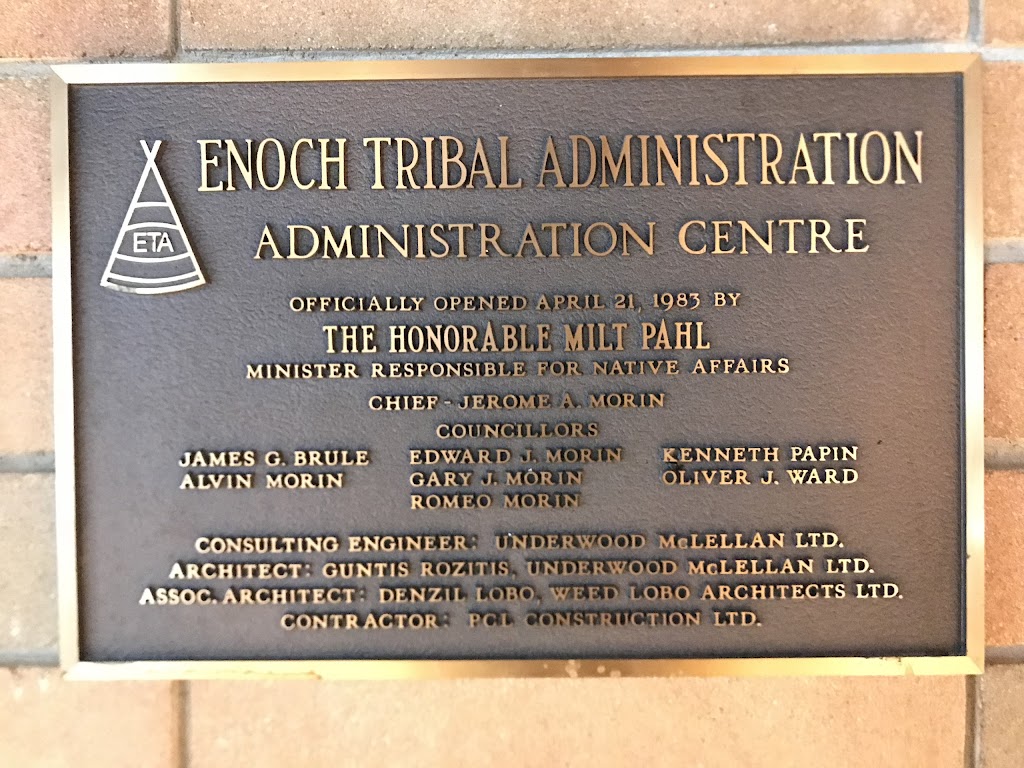 ENOCH TRIBAL ADMINISTRATION
ETA
ADMINISTRATION CENTRE
OFFICIALLY OPENED APRIL 21, 1983 BY
THE HONORABLE MILT PAHL
MINISTER RESPONSIBLE FOR NATIVE AFFAIRS
CHIEF - JEROME A. MORIN
COUNCILLORS
JAMES G. BRULE EDWARD J. MORIN KENNETH PAPIN
ALVIN MORIN GARY J. MORIN OLIVER J. WARD
ROMEO MORIN
CONSULTING ENGINEER: UNDERWOOD McLELLAN LTD.
ARCHITECT: GUNTIS ROZITIS, UNDERWOOD McLELLAN LTD.
ASSOC. ARCHITECT: DENZIL LOBO, WEED LOBO ARCHITECTS LTD.
CONTRACTOR: PCL CONSTRUCTION LTD.